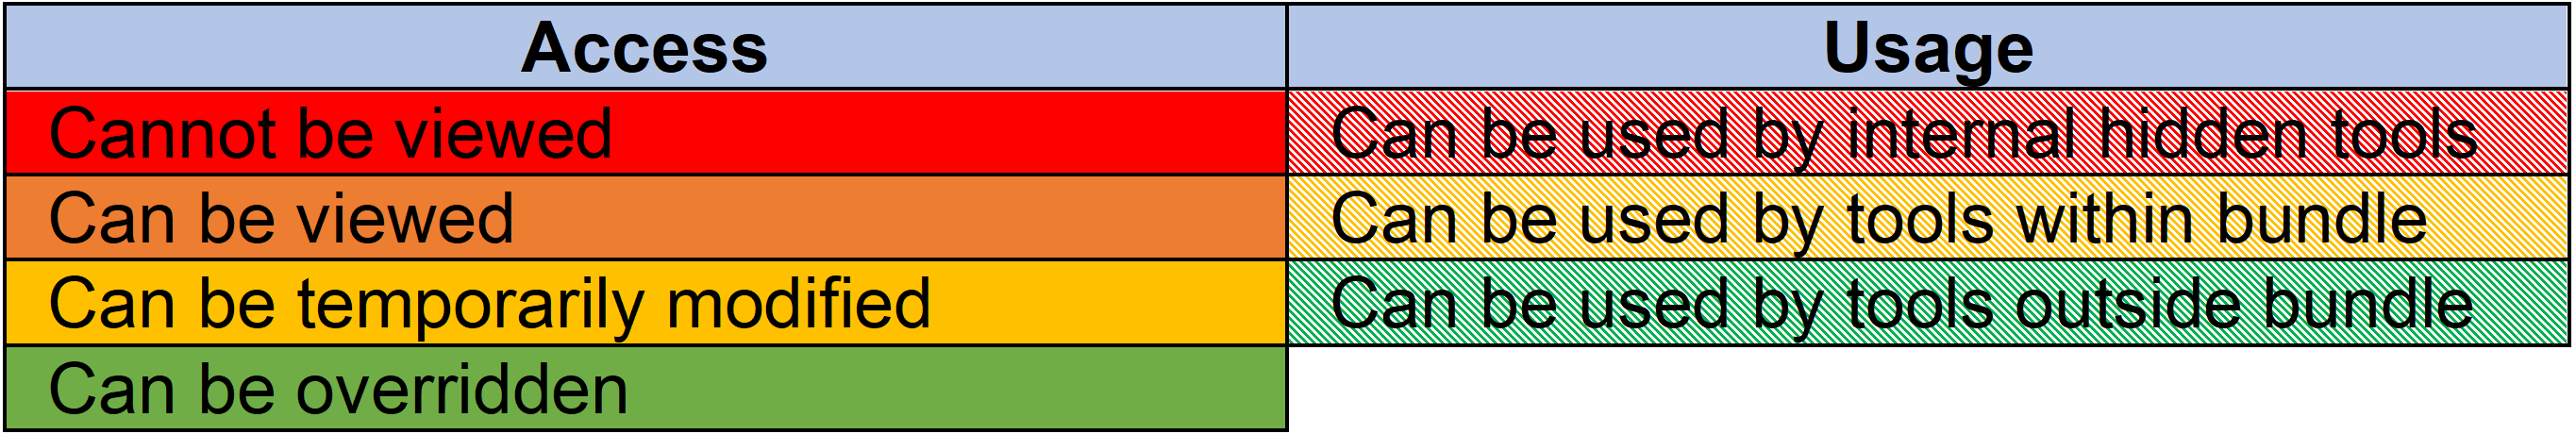 Access Usage
Cannot be viewed Can be used by internal hidden tools
Can be viewed Can be used by tools within bundle
Can be temporarily modified Can be used by tools outside bundle
Can be overridden